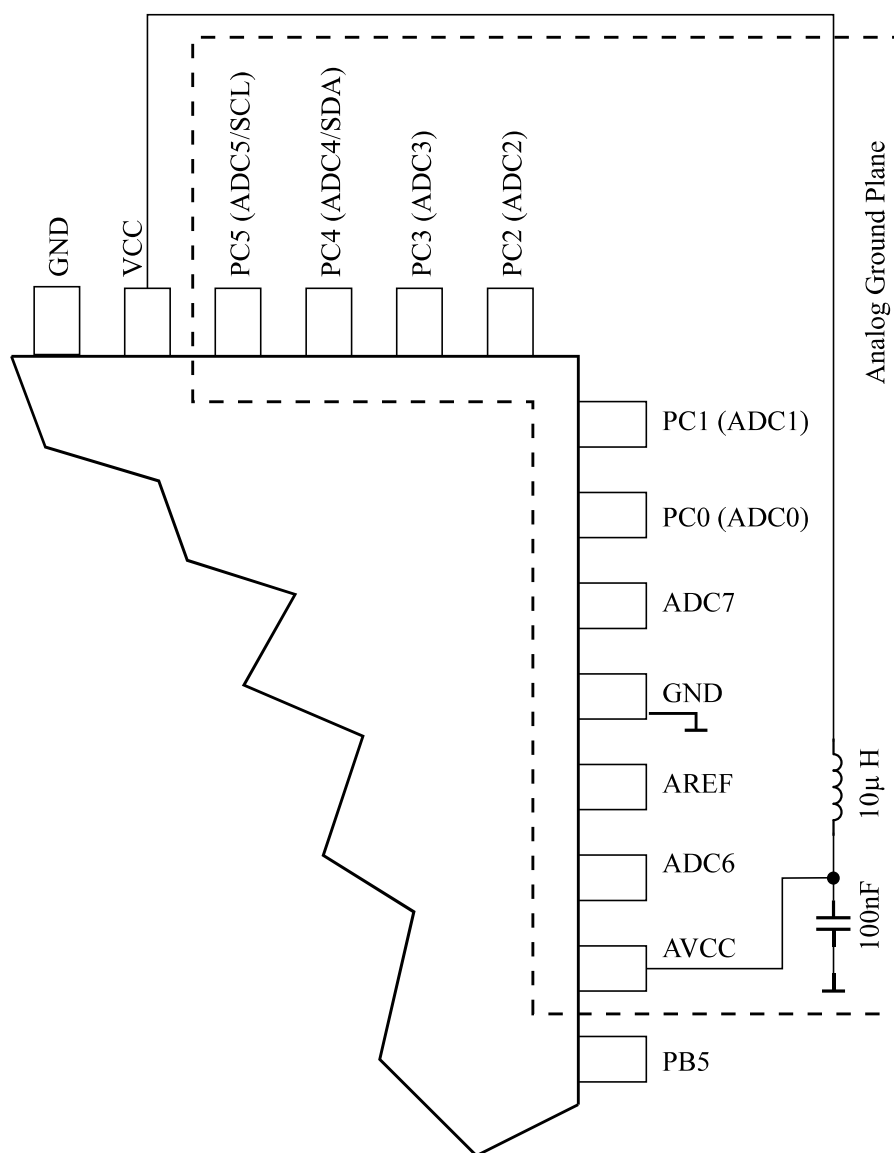 GND
VCC
PC5 (ADC5/SCL)
PC4 (ADC4/SDA)
PC3 (ADC3)
PC2 (ADC2)
Analog Ground Plane
PC1 (ADC1)
PC0 (ADC0)
ADC7
GND
AREF
ADC6
AVCC
PB5
10μ H
100nF